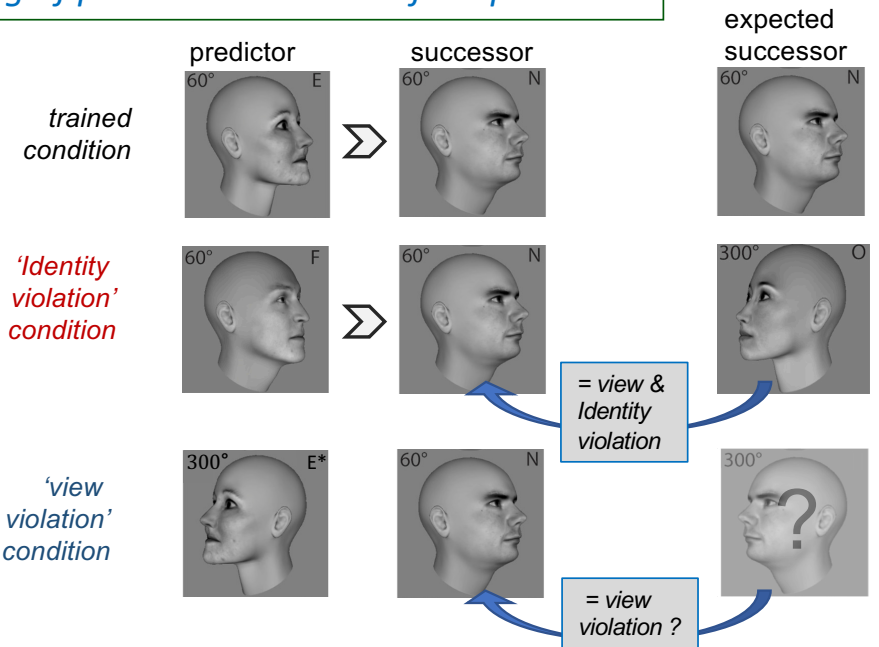 expected
predictor successor successor
60° E 60° N 60° N
trained
condition
'Identity
violation'
condition
60° F 60° N 300° O
= view &
Identity
violation
'view
violation'
condition
300° E* 60° N 300°
?
= view
violation ?